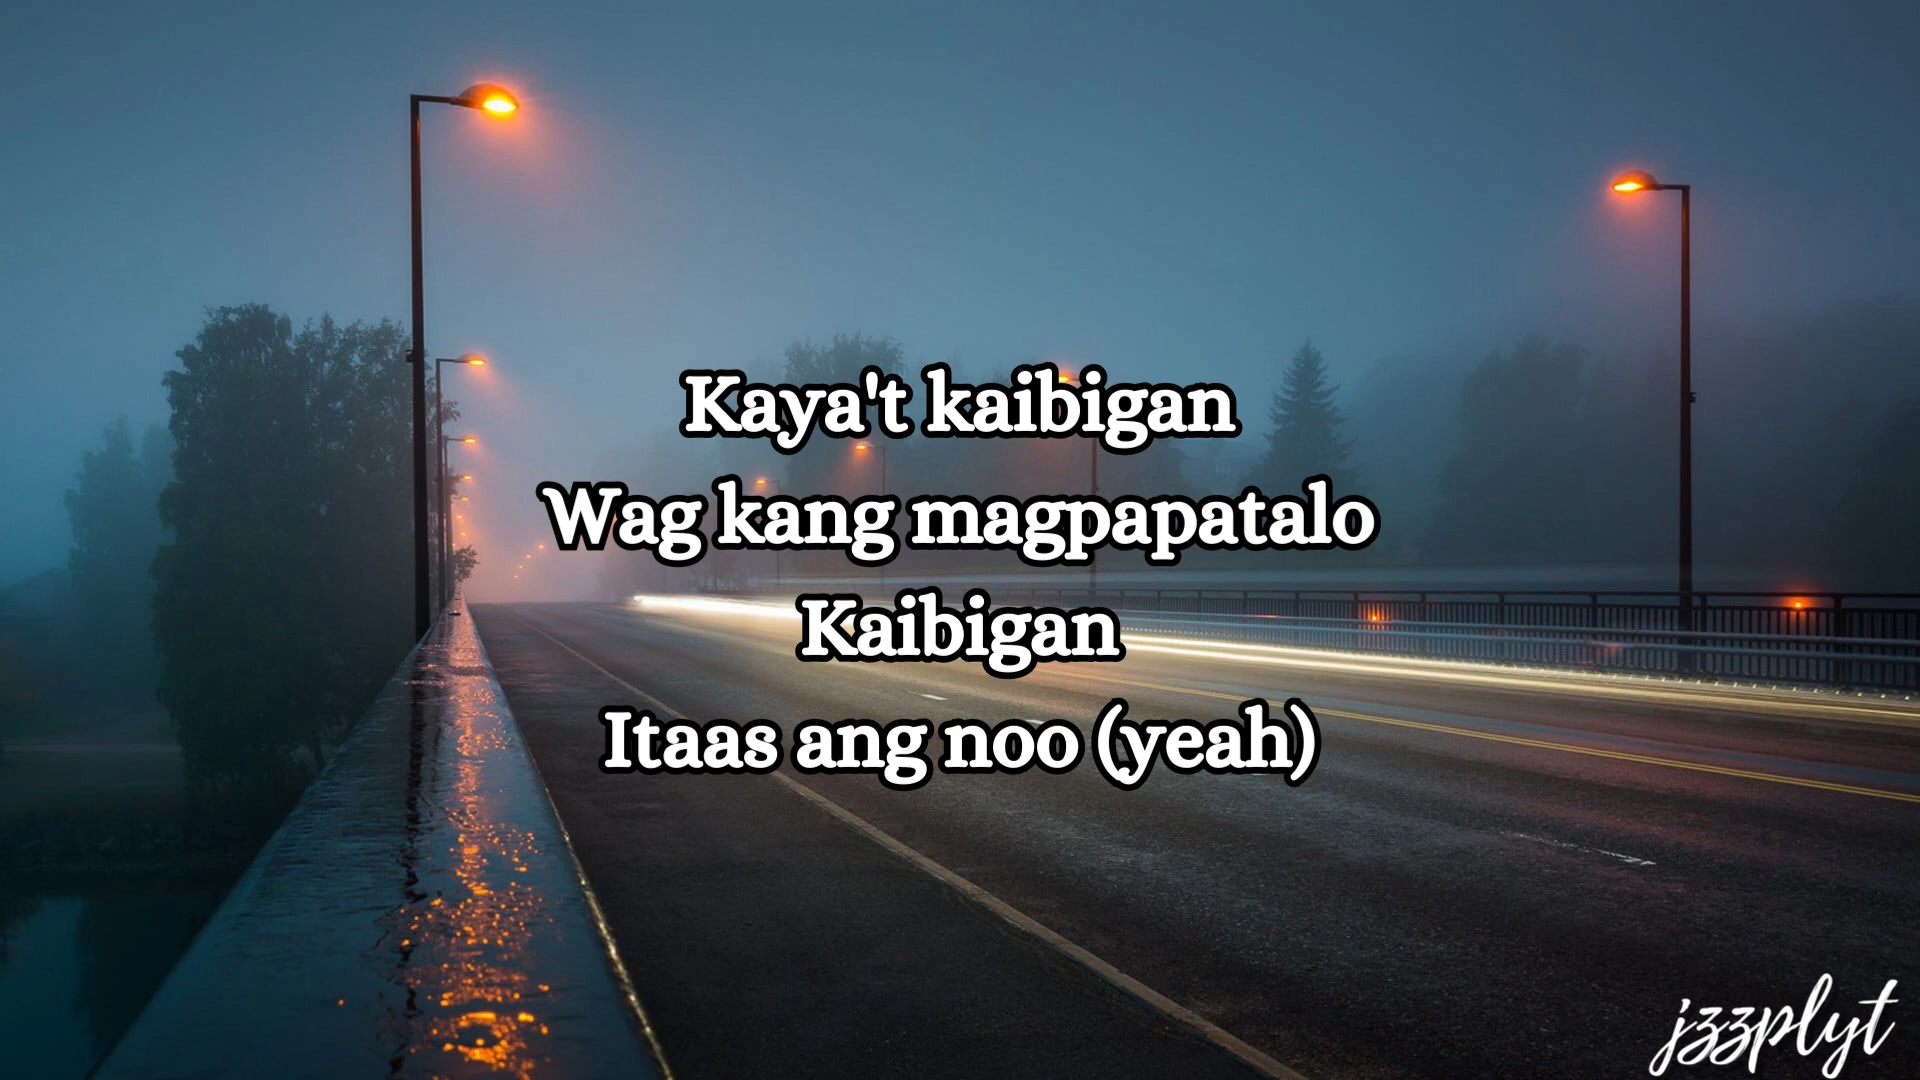 Kaya't kaibigan
Wag kang magpapatalo
Kaibigan
Itaas ang noo (yeah)
jzzplyt